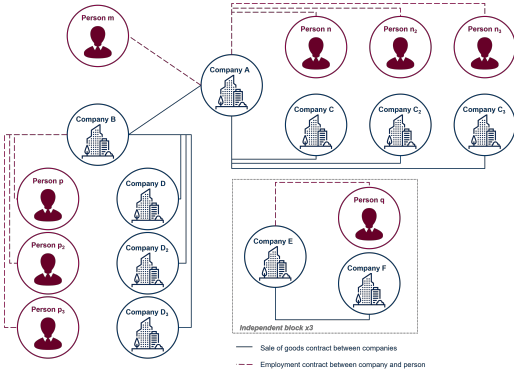 Person m
Person n
Person n₂
Person n₃
Company A
Company B
Company C
Company C₂
Company C₃
Person p
Company D
Person q
Person p₂
Company D₂
Company E
Company F
Person p₃
Company D₃
Independent block x3
Sale of goods contract between companies
Employment contract between company and person